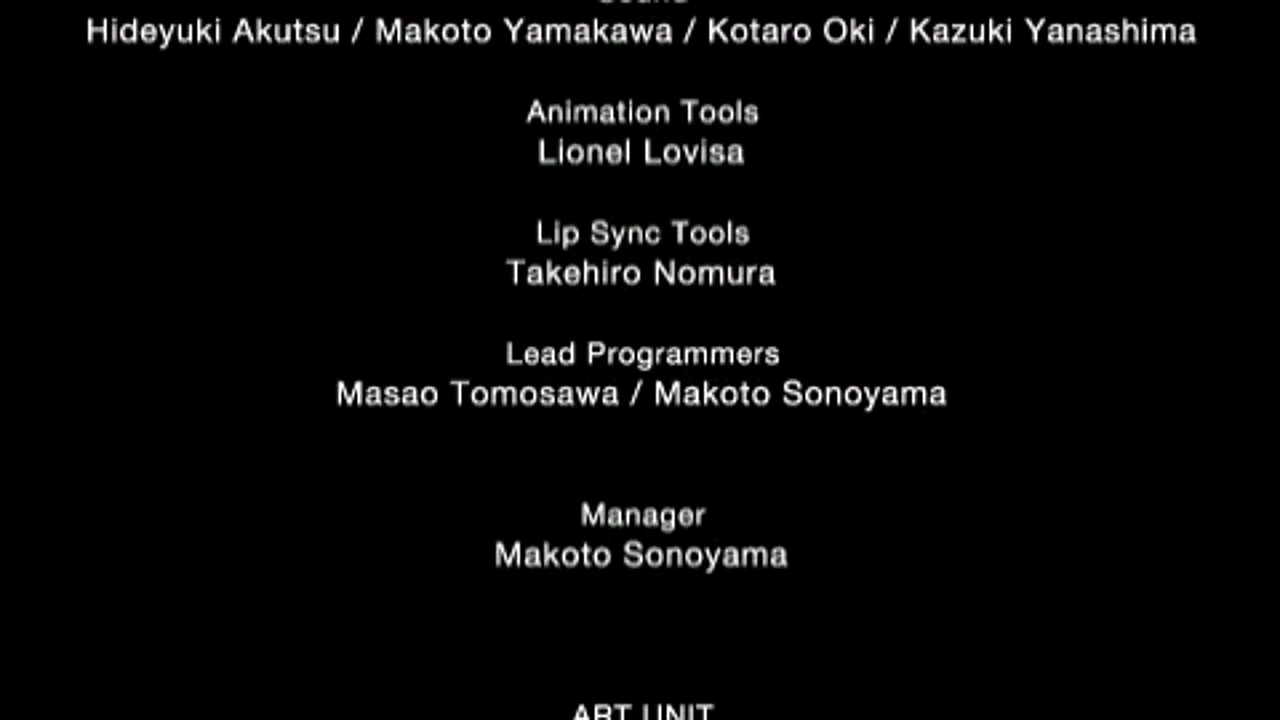 Hideyuki Akutsu / Makoto Yamakawa / Kotaro Oki / Kazuki Yanashima
Animation Tools
Lionel Lovisa
Lip Sync Tools
Takehiro Nomura
Lead Programmers
Masao Tomosawa / Makoto Sonoyama
Manager
Makoto Sonoyama
ART UNIT